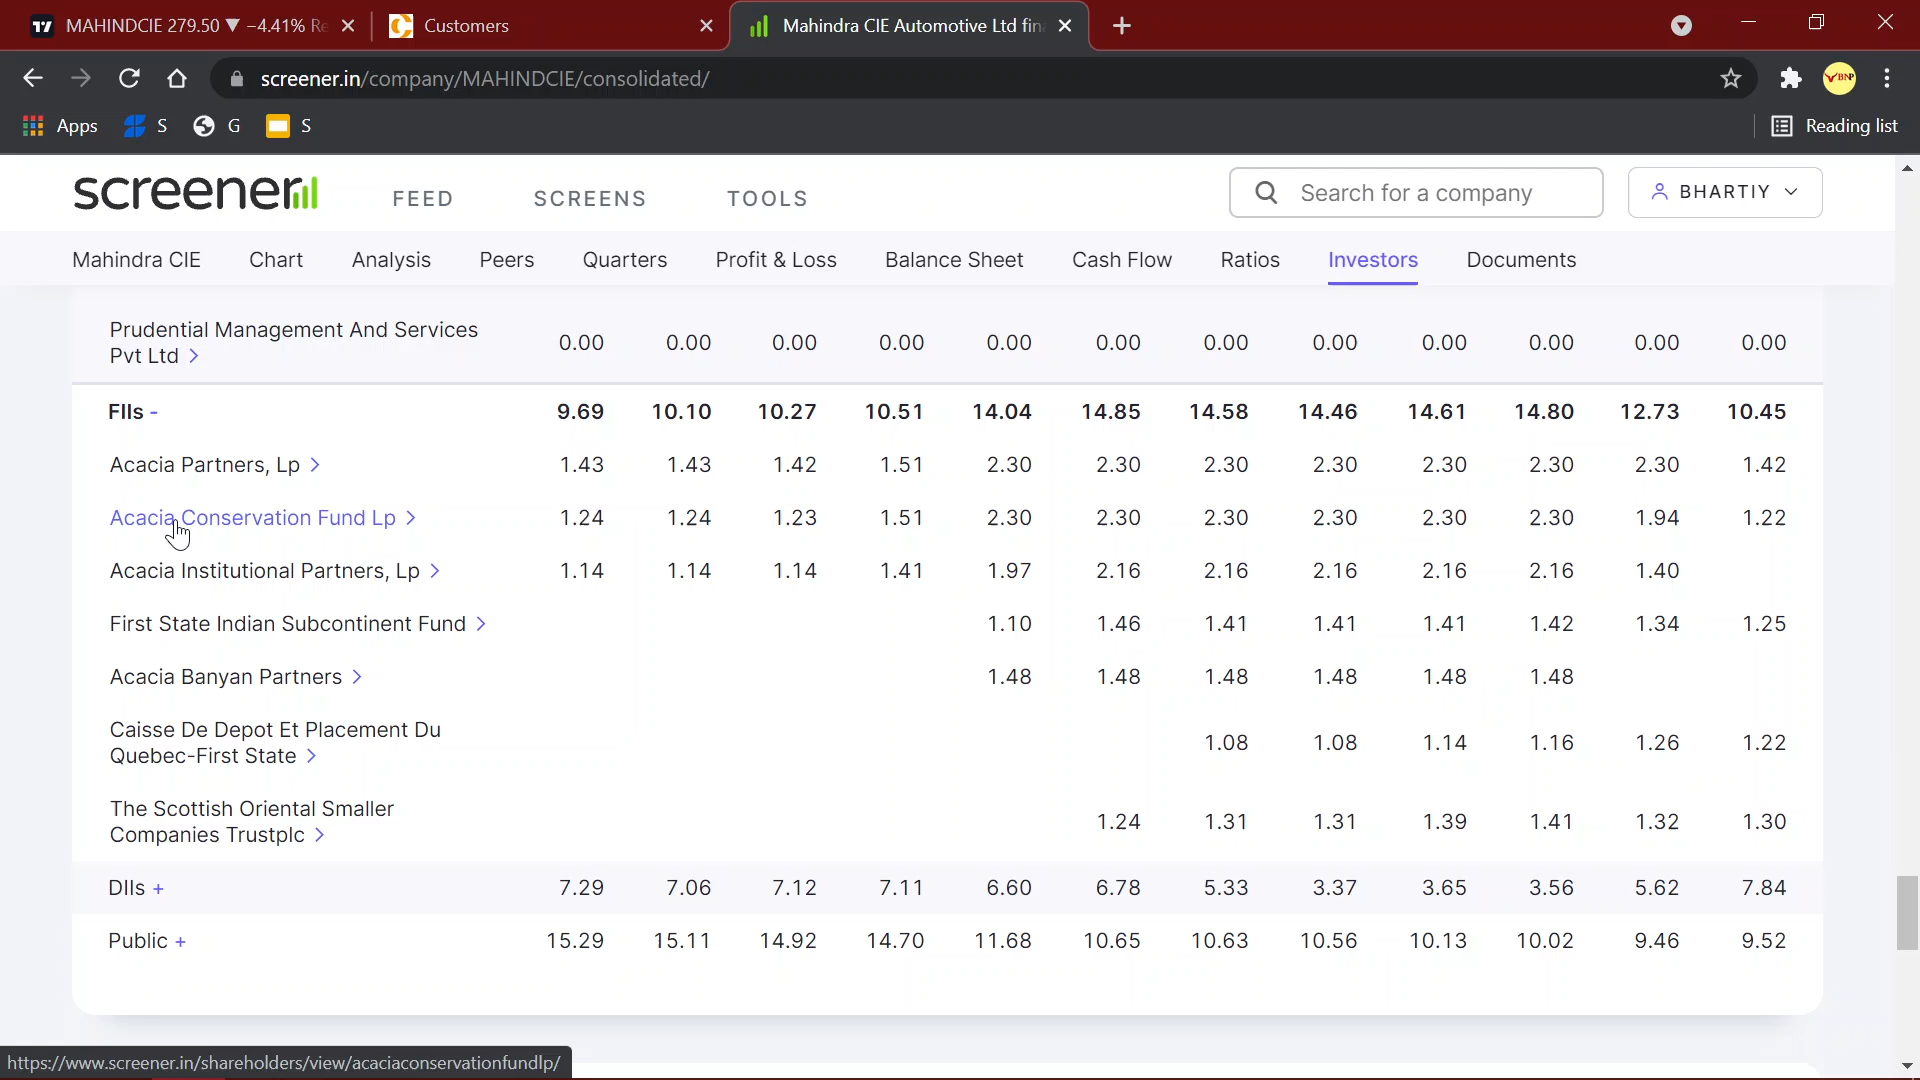 MAHINDCIE 279.50 ▼ −4.41%
Customers
Mahindra CIE Automotive Ltd
screener.in/company/MAHINDCIE/consolidated/
BNP
Apps
S
G
S
Reading list
screener
FEED
SCREENS
TOOLS
Search for a company
BHARTIY
Mahindra CIE Chart Analysis Peers Quarters Profit & Loss Balance Sheet Cash Flow Ratios Investors Documents
Prudential Management And Services
Pvt Ltd > 0.00 0.00 0.00 0.00 0.00 0.00 0.00 0.00 0.00 0.00 0.00 0.00
FIIs - 9.69 10.10 10.27 10.51 14.04 14.85 14.58 14.46 14.61 14.80 12.73 10.45
Acacia Partners, Lp > 1.43 1.43 1.42 1.51 2.30 2.30 2.30 2.30 2.30 2.30 2.30 1.42
Acacia Conservation Fund Lp > 1.24 1.24 1.23 1.51 2.30 2.30 2.30 2.30 2.30 2.30 1.94 1.22
Acacia Institutional Partners, Lp > 1.14 1.14 1.14 1.41 1.97 2.16 2.16 2.16 2.16 2.16 1.40
First State Indian Subcontinent Fund > 1.10 1.46 1.41 1.41 1.41 1.42 1.34 1.25
Acacia Banyan Partners > 1.48 1.48 1.48 1.48 1.48 1.48
Caisse De Depot Et Placement Du
Quebec-First State > 1.08 1.08 1.14 1.16 1.26 1.22
The Scottish Oriental Smaller
Companies Trustplc > 1.24 1.31 1.31 1.39 1.41 1.32 1.30
DIIs + 7.29 7.06 7.12 7.11 6.60 6.78 5.33 3.37 3.65 3.56 5.62 7.84
Public + 15.29 15.11 14.92 14.70 11.68 10.65 10.63 10.56 10.13 10.02 9.46 9.52
https://www.screener.in/shareholders/view/acaciaconservationfundlp/